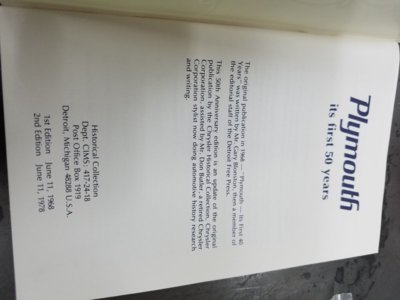 Plymouth
its first 50 years
The original publication in 1968 — "Plymouth — Its First 40
Years" was written by Mr. Gary Blonston, then a member of
the editorial staff of the Detroit Free Press.
This 50th Anniversary edition is an update of the original
publication by the Chrysler Historical Collection, Chrysler
Corporation, assisted by Mr. Don Butler, a retired Chrysler
Corporation stylist now doing automotive history research
and writing.
Historical Collection
Dept. CIMS: 417-24-18
Post Office Box 1919
Detroit, Michigan 48288 U.S.A.
1st Edition June 11, 1968
2nd Edition June 11, 1978